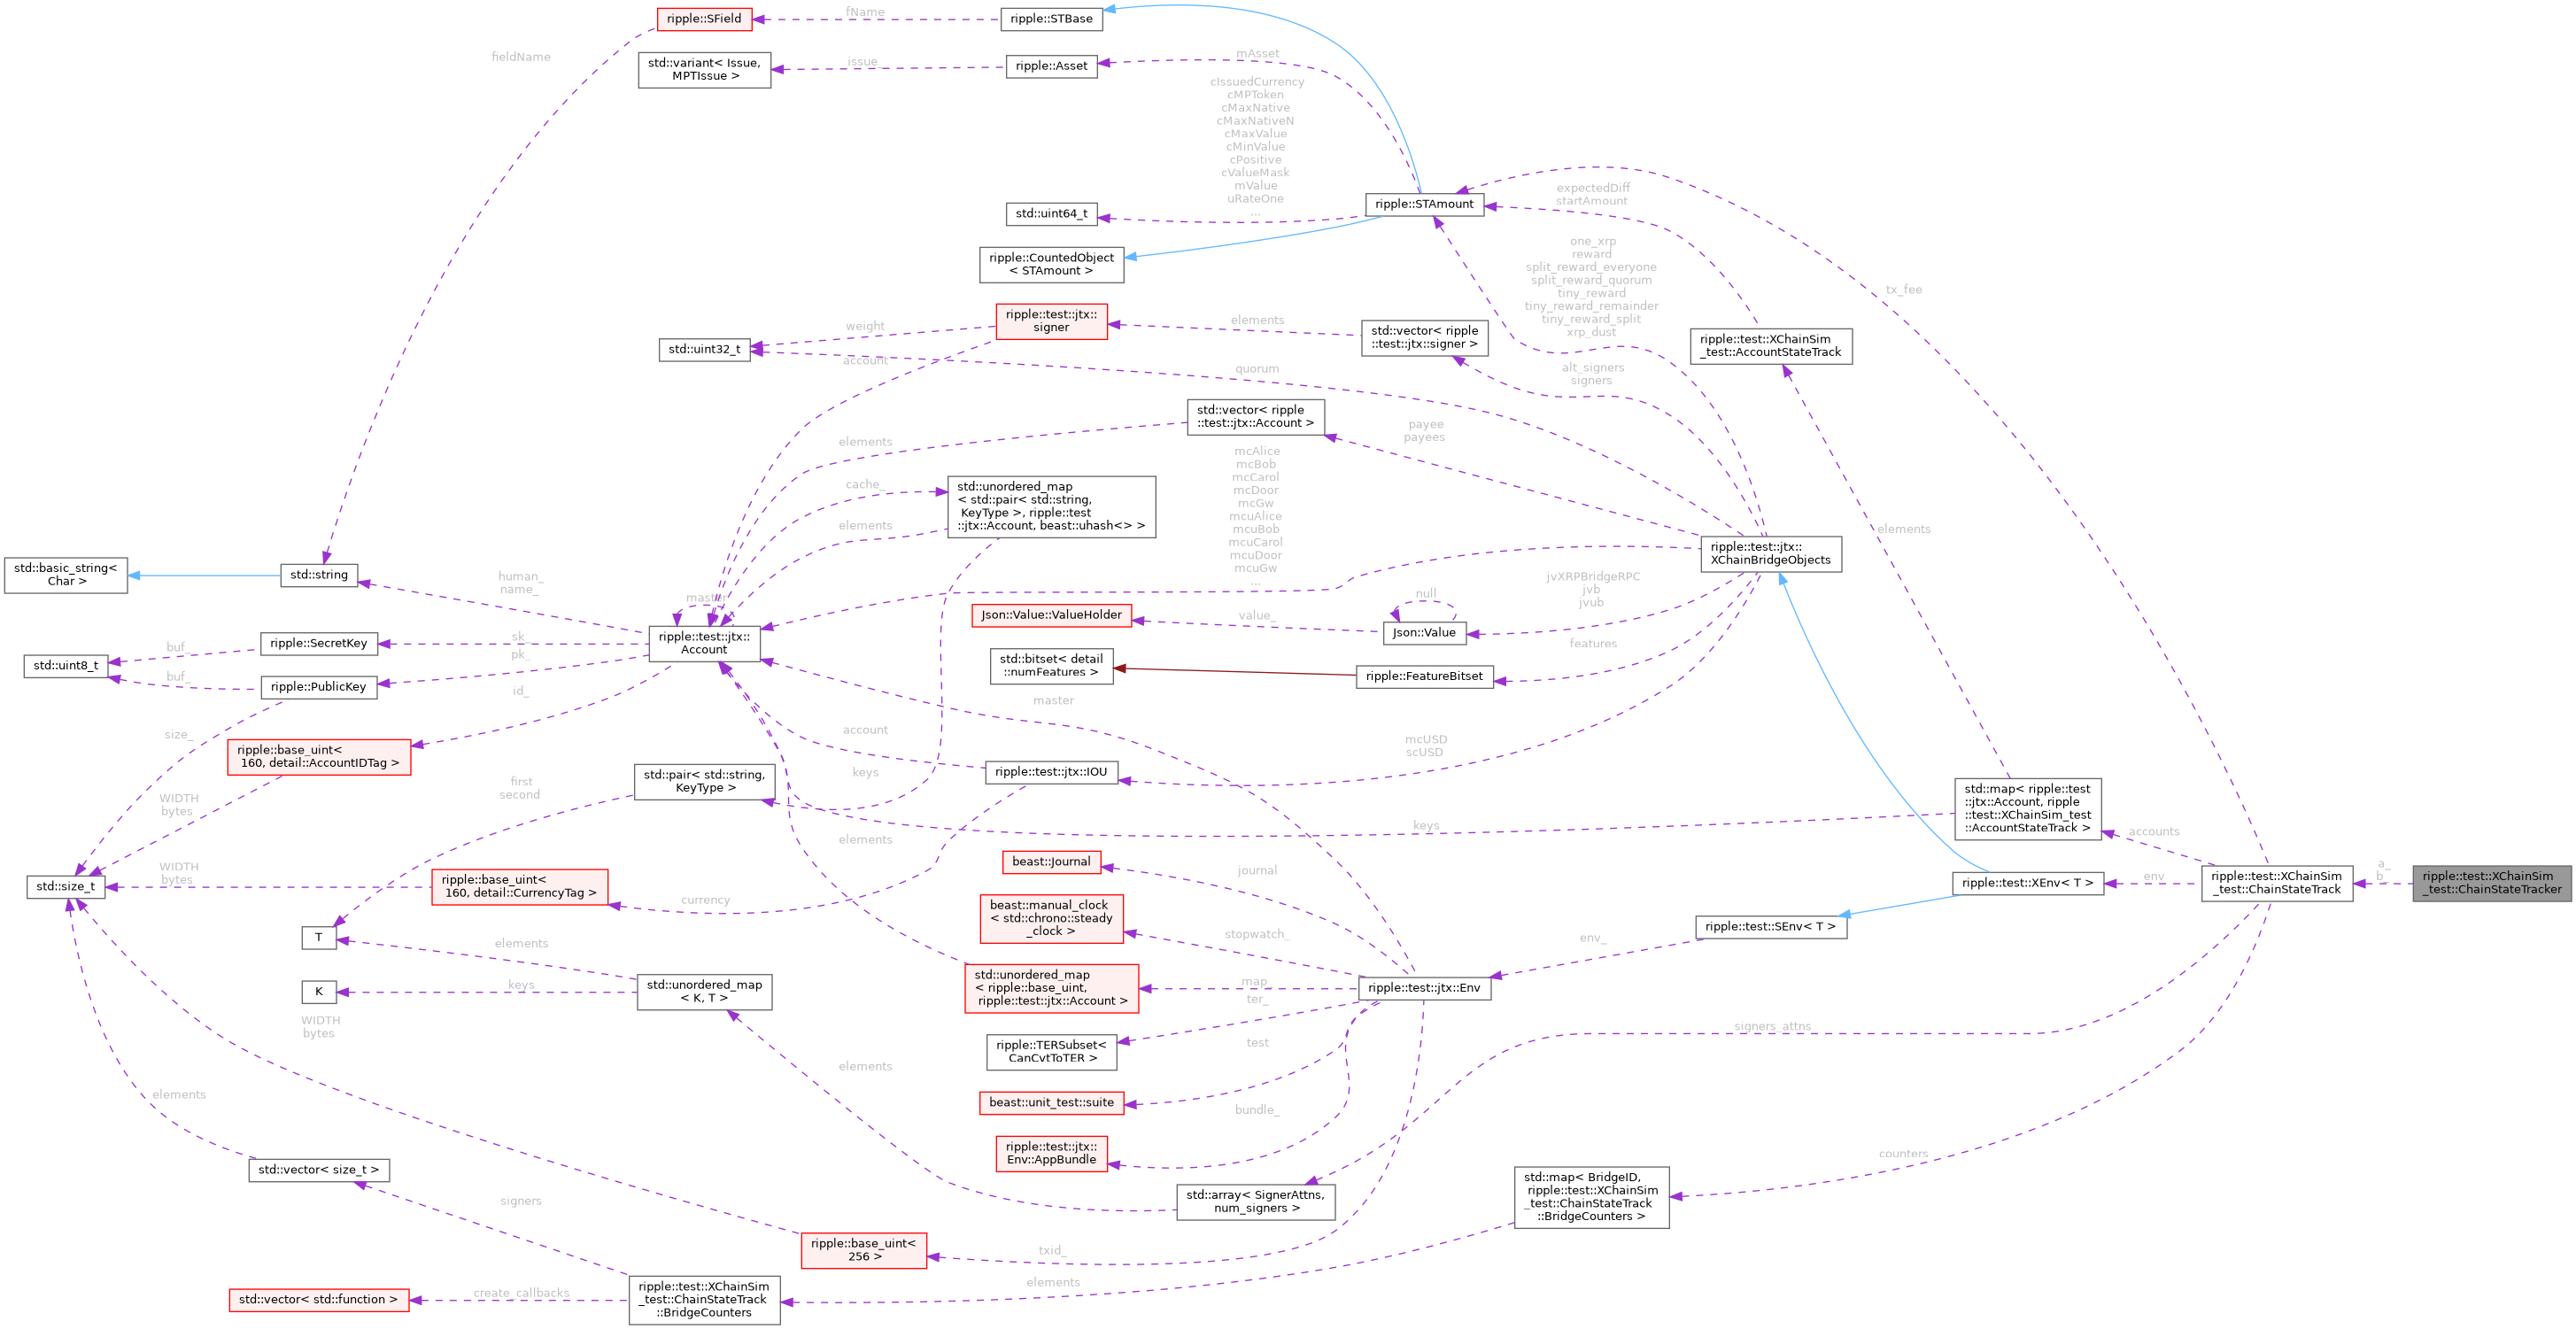 ripple::SField
fName
ripple::STBase
fieldName
std::variant< Issue,
MPTIssue >
issue_
ripple::Asset
mAsset
cIssuedCurrency
cMPToken
cMaxNative
cMaxNativeN
cMaxValue
cMinValue
cPositive
cValueMask
mValue
uRateOne
...
std::uint64_t
ripple::STAmount
expectedDiff
startAmount
ripple::CountedObject
< STAmount >
one_xrp
reward
split_reward_everyone
split_reward_quorum
tiny_reward
tiny_reward_remainder
tiny_reward_split
xrp_dust
tx_fee
ripple::test::jtx::
signer
weight
elements
std::vector< ripple
::test::jtx::signer >
ripple::test::XChainSim
_test::AccountStateTrack
std::uint32_t
account
quorum
alt_signers
signers
std::vector< ripple
::test::jtx::Account >
payee
payees
elements
cache_
elements
std::unordered_map
< std::pair< std::string,
KeyType >, ripple::test
::jtx::Account, beast::uhash<> >
mcAlice
mcBob
mcCarol
mcDoor
mcGw
mcuAlice
mcuBob
mcuCarol
mcuDoor
mcuGw
...
elements
ripple::test::jtx::
XChainBridgeObjects
std::basic_string<
Char >
std::string
human_
name_
master
ripple::test::jtx::
Account
Json::Value::ValueHolder
value_
null
Json::Value
jvXRPBridgeRPC
jvb
jvub
std::uint8_t
buf_
ripple::SecretKey
sk_
buf_
ripple::PublicKey
pk_
std::bitset< detail
::numFeatures >
ripple::FeatureBitset
features
id_
master
size_
ripple::base_uint<
160, detail::AccountIDTag >
account
mcUSD
scUSD
std::pair< std::string,
KeyType >
keys
ripple::test::jtx::IOU
first
second
WIDTH
bytes
std::map< ripple::test
::jtx::Account, ripple
::test::XChainSim_test
::AccountStateTrack >
keys
accounts
elements
std::size_t
WIDTH
bytes
ripple::base_uint<
160, detail::CurrencyTag >
currency
beast::Journal
journal
ripple::test::XEnv< T >
env
ripple::test::XChainSim
_test::ChainStateTrack
a_
b_
ripple::test::XChainSim
_test::ChainStateTracker
beast::manual_clock
< std::chrono::steady
_clock >
stopwatch_
ripple::test::SEnv< T >
env_
T
elements
K
keys
std::unordered_map
< K, T >
std::unordered_map
< ripple::base_uint,
ripple::test::jtx::Account >
map_
ripple::test::jtx::Env
WIDTH
bytes
ripple::TERSubset<
CanCvtToTER >
ter_
signers_attns
test
elements
elements
beast::unit_test::suite
bundle_
ripple::test::jtx::
Env::AppBundle
counters
std::vector< size_t >
signers
std::array< SignerAttns,
num_signers >
std::map< BridgeID,
ripple::test::XChainSim
_test::ChainStateTrack
::BridgeCounters >
ripple::base_uint<
256 >
txid_
elements
std::vector< std::function >
create_callbacks
ripple::test::XChainSim
_test::ChainStateTrack
::BridgeCounters